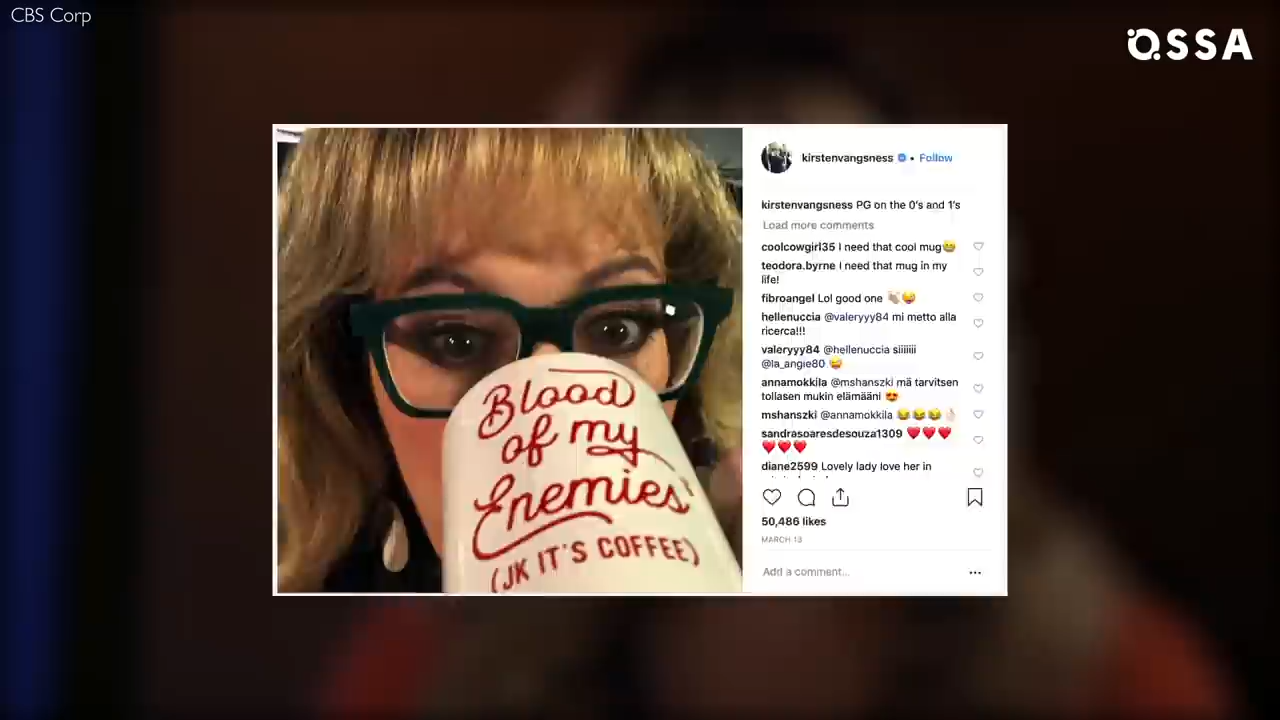 CBS Corp
OSSA
Blood
of my
Enemies
(JK IT'S COFFEE)
kirstenvangsness • Follow
kirstenvangsness PG on the 0's and 1's
Load more comments
coolcowgirl35 I need that cool mug😄
teodora.byrne I need that mug in my
life!
fibroangel Lol good one 👏🏼😜
hellenuccia @valeryyy84 mi metto alla
ricerca!!!
valeryyy84 @hellenuccia siiiiiii
@la_angie80 😜
annamokkila @mshanszki mä tarvitsen
tollasen mukin elämääni 😍
mshanszki @annamokkila 😂😂😂👌🏻
sandrasoaresdesouza1309 ❤️❤️❤️
❤️❤️❤️
diane2599 Lovely lady love her in
50,486 likes
MARCH 13
Add a comment...